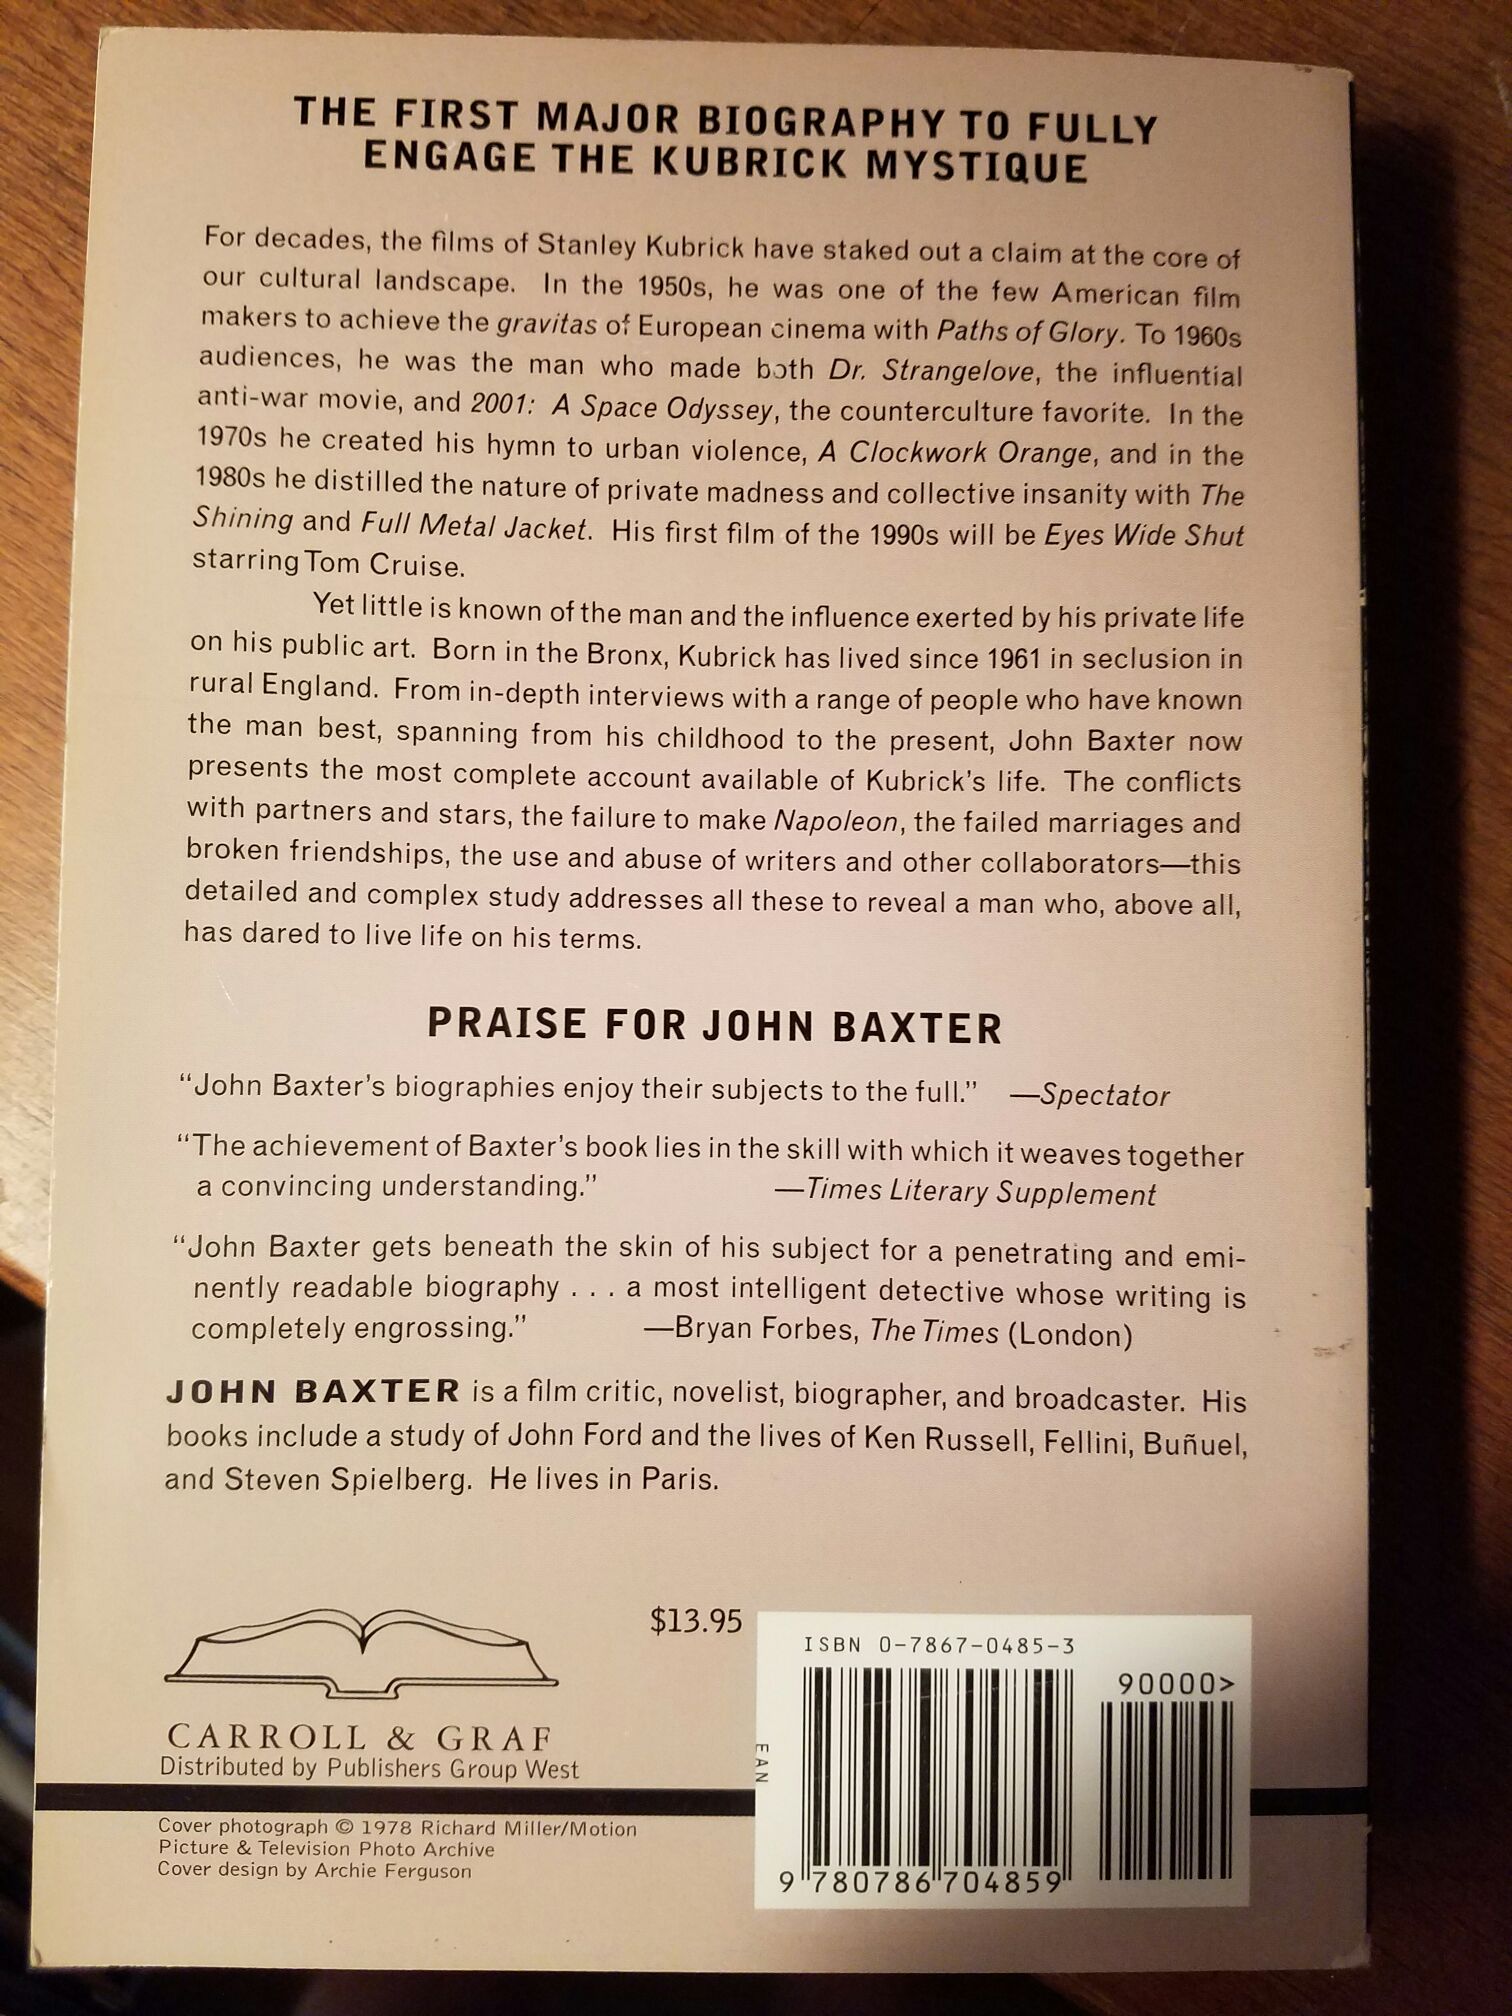 THE FIRST MAJOR BIOGRAPHY TO FULLY
ENGAGE THE KUBRICK MYSTIQUE
For decades, the films of Stanley Kubrick have staked out a claim at the core of
our cultural landscape. In the 1950s, he was one of the few American film
makers to achieve the gravitas of European cinema with Paths of Glory. To 1960s
audiences, he was the man who made both Dr. Strangelove, the influential
anti-war movie, and 2001: A Space Odyssey, the counterculture favorite. In the
1970s he created his hymn to urban violence, A Clockwork Orange, and in the
1980s he distilled the nature of private madness and collective insanity with The
Shining and Full Metal Jacket. His first film of the 1990s will be Eyes Wide Shut
starring Tom Cruise.
Yet little is known of the man and the influence exerted by his private life
on his public art. Born in the Bronx, Kubrick has lived since 1961 in seclusion in
rural England. From in-depth interviews with a range of people who have known
the man best, spanning from his childhood to the present, John Baxter now
presents the most complete account available of Kubrick's life. The conflicts
with partners and stars, the failure to make Napoleon, the failed marriages and
broken friendships, the use and abuse of writers and other collaborators—this
detailed and complex study addresses all these to reveal a man who, above all,
has dared to live life on his terms.
PRAISE FOR JOHN BAXTER
“John Baxter's biographies enjoy their subjects to the full.” —Spectator
“The achievement of Baxter's book lies in the skill with which it weaves together
a convincing understanding.” —Times Literary Supplement
“John Baxter gets beneath the skin of his subject for a penetrating and emi-
nently readable biography . . . a most intelligent detective whose writing is
completely engrossing.” —Bryan Forbes, The Times (London)
JOHN BAXTER is a film critic, novelist, biographer, and broadcaster. His
books include a study of John Ford and the lives of Ken Russell, Fellini, Buñuel,
and Steven Spielberg. He lives in Paris.
$13.95
ISBN 0-7867-0485-3
90000>
EAN
9 780786 704859
CARROLL & GRAF
Distributed by Publishers Group West
Cover photograph © 1978 Richard Miller/Motion
Picture & Television Photo Archive
Cover design by Archie Ferguson